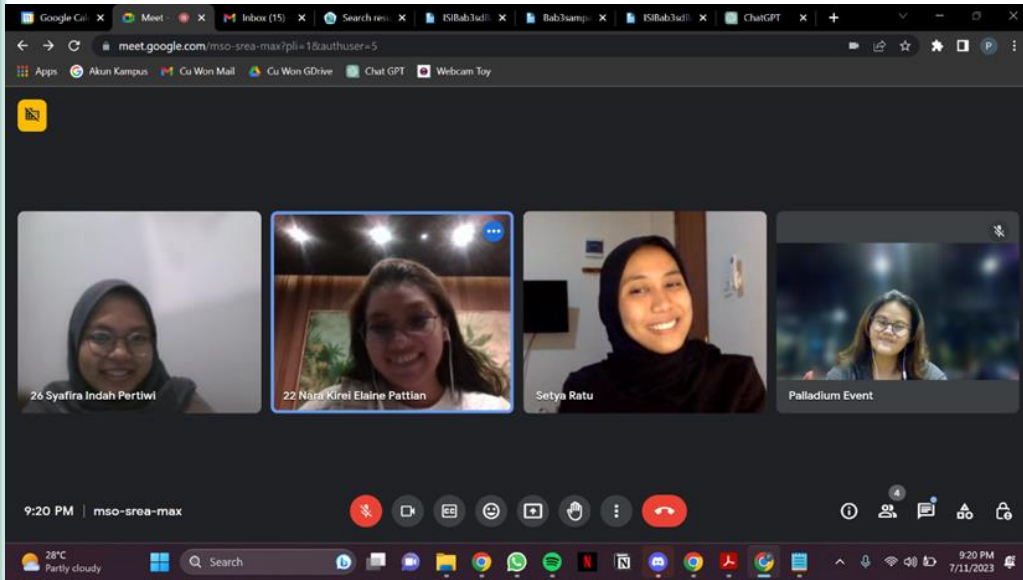 Google Cal
Meet -
Inbox (15)
Search resu
ISIBab3sdB
Bab3samp
ISIBab3sdB
ChatGPT
meet.google.com/mso-srea-max?pli=1&authuser=5
P
Apps
Akun Kampus
Cu Won Mail
Cu Won GDrive
Chat GPT
Webcam Toy
26 Syafira Indah Pertiwi
22 Nara Kirei Elaine Pattian
Setya Ratu
Palladium Event
9:20 PM | mso-srea-max
CC
4
28°C
Partly cloudy
Search
9:20 PM
7/11/2023